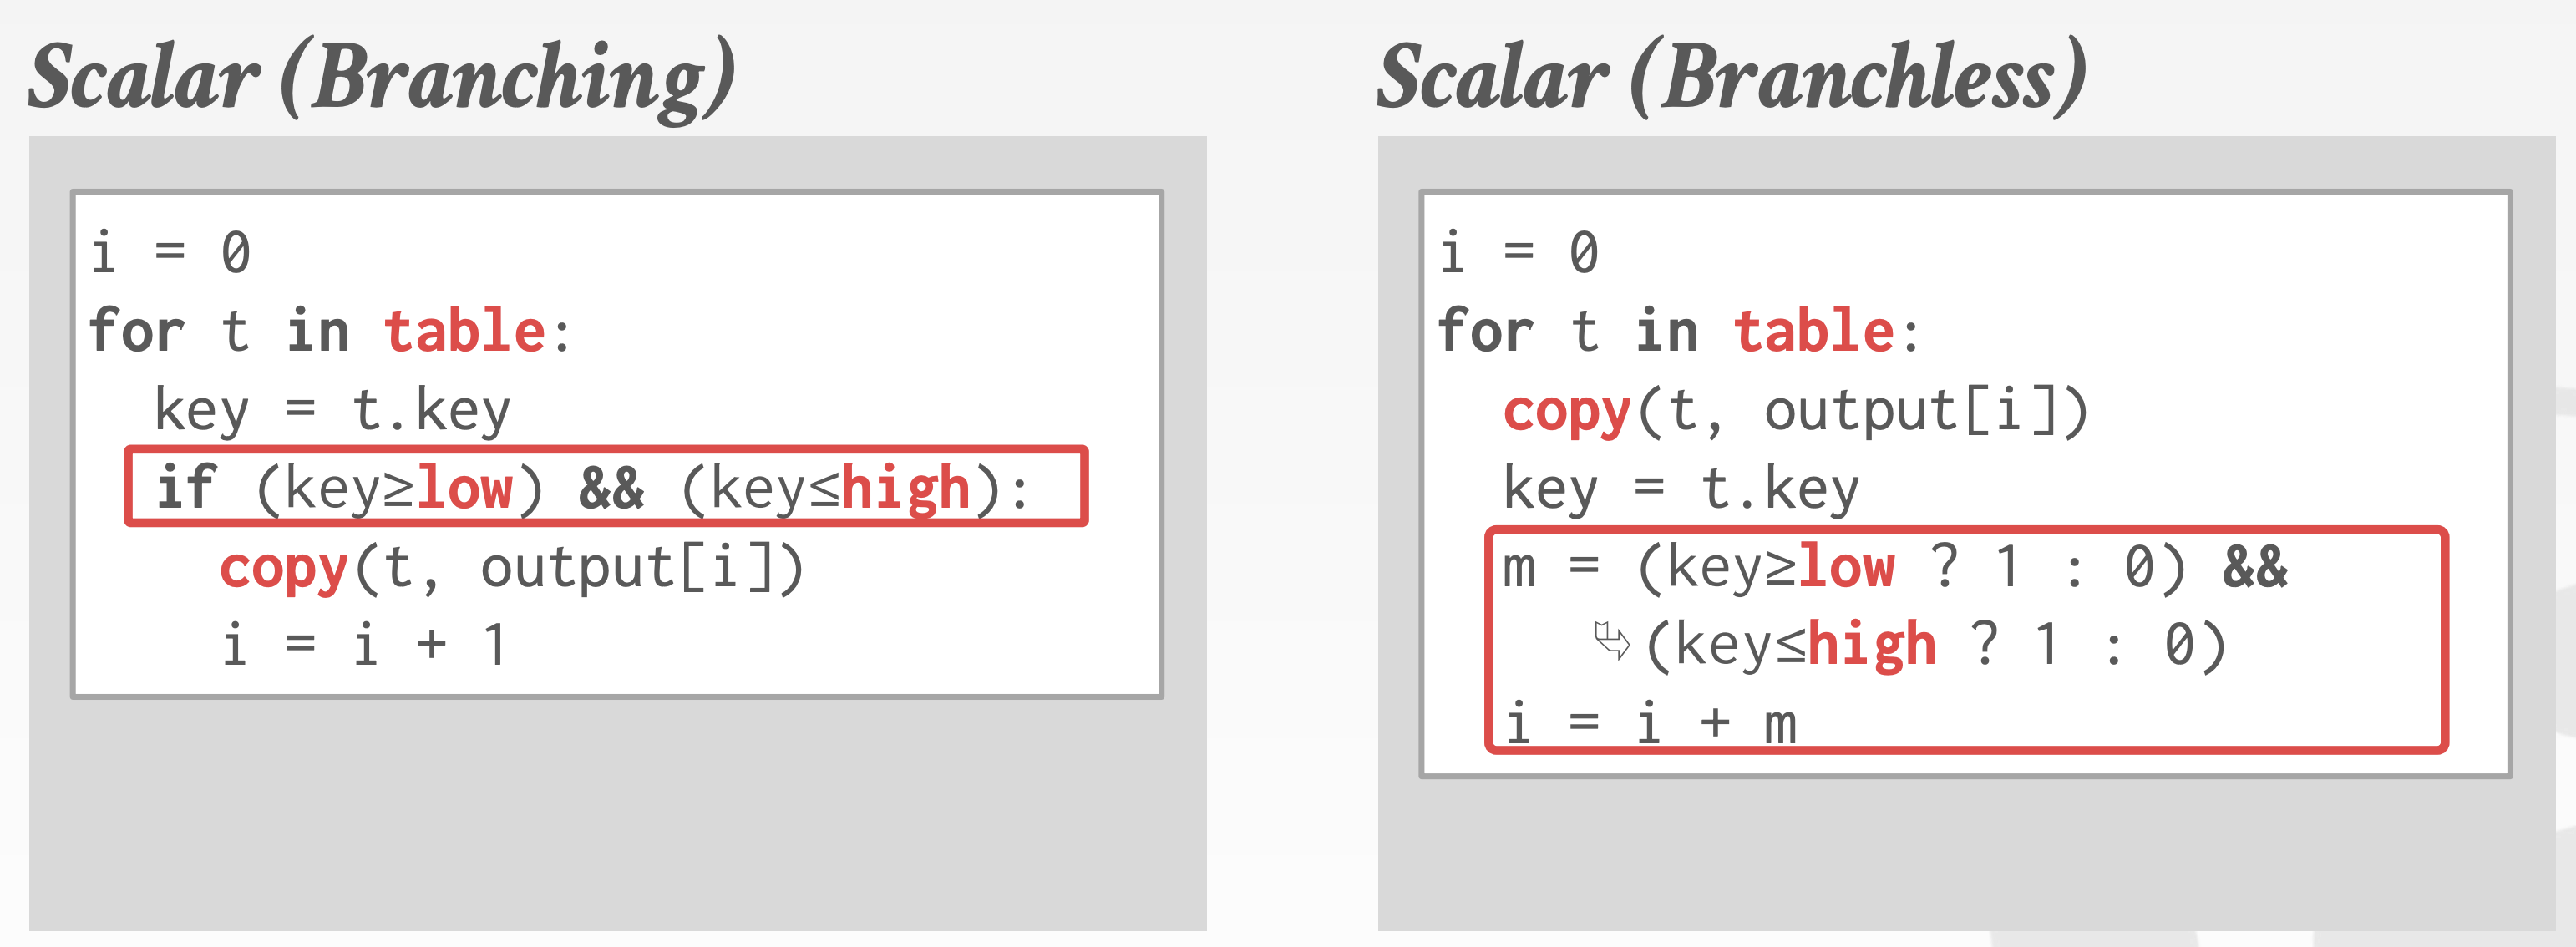 Scalar (Branching)
i = 0
for t in table:
key = t.key
if (key≥low) && (key≤high):
copy(t, output[i])
i = i + 1
Scalar (Branchless)
i = 0
for t in table:
copy(t, output[i])
key = t.key
m = (key≥low ? 1 : 0) &&
(key≤high ? 1 : 0)
i = i + m